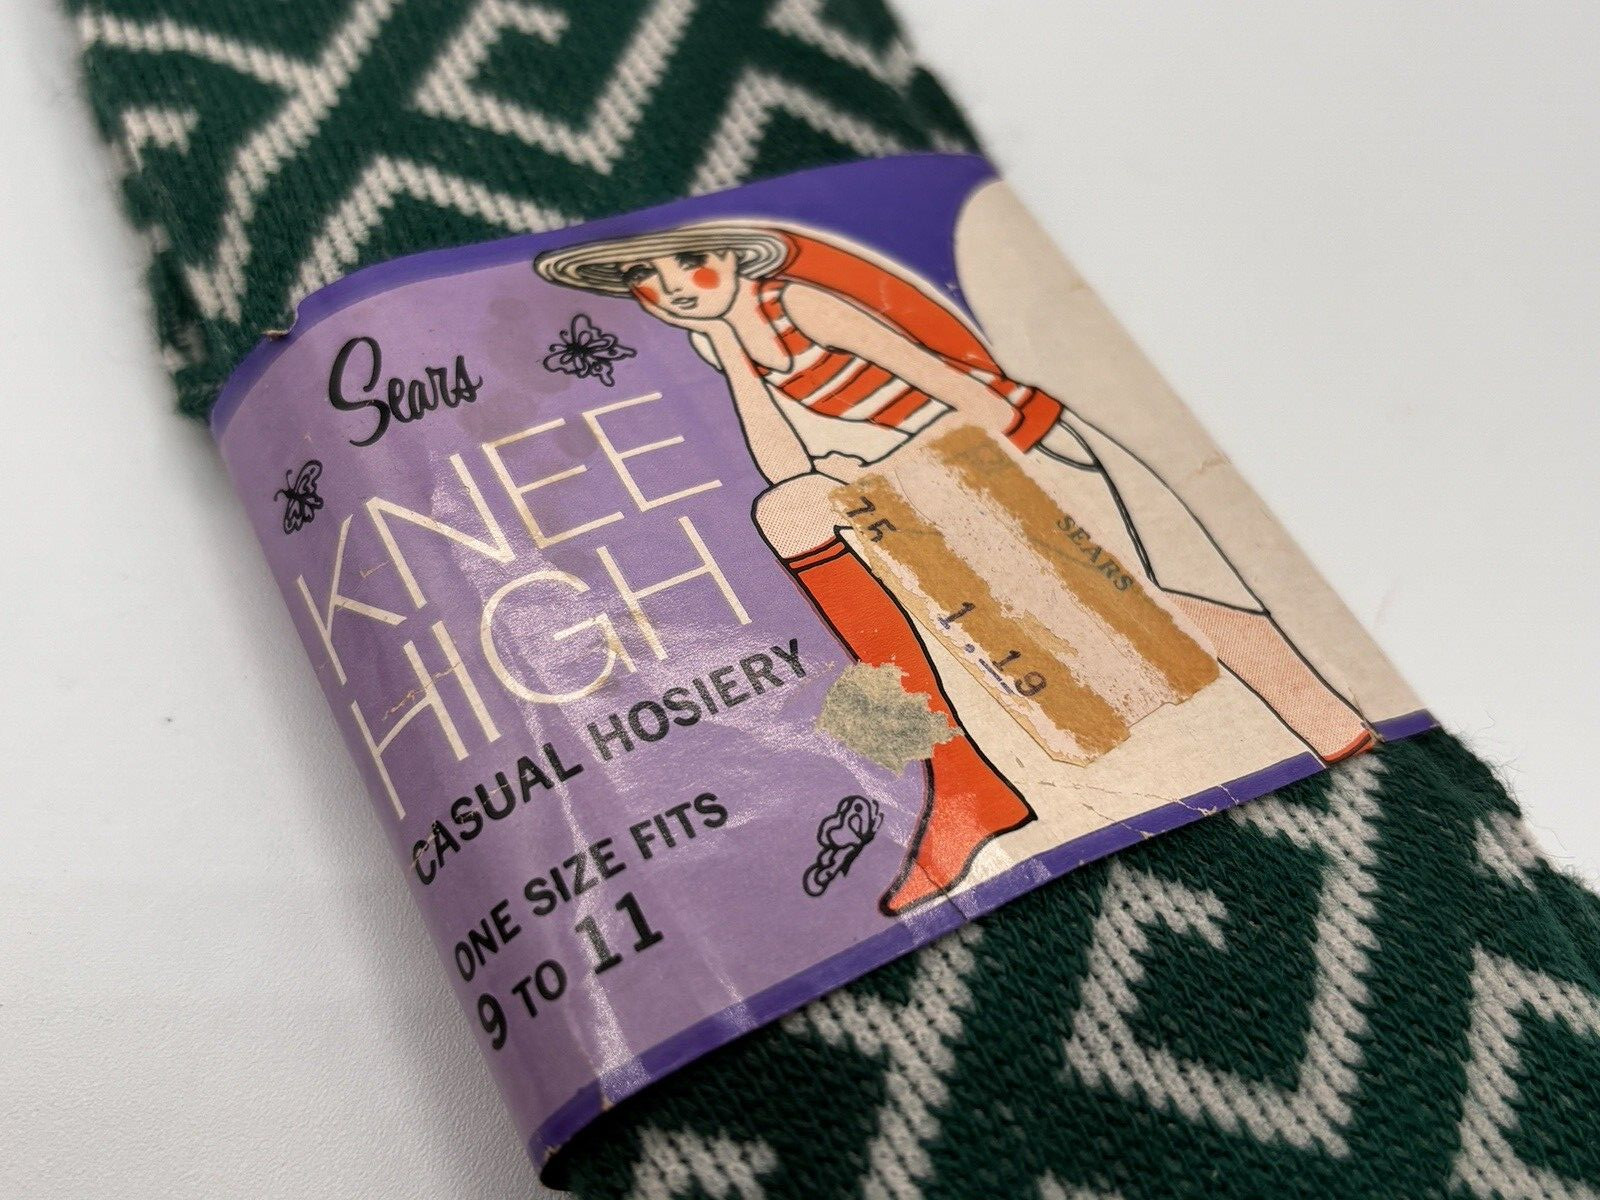 Sears
KNEE
HIGH
CASUAL HOSIERY
ONE SIZE FITS
9 TO 11
SEARS
75
1.19